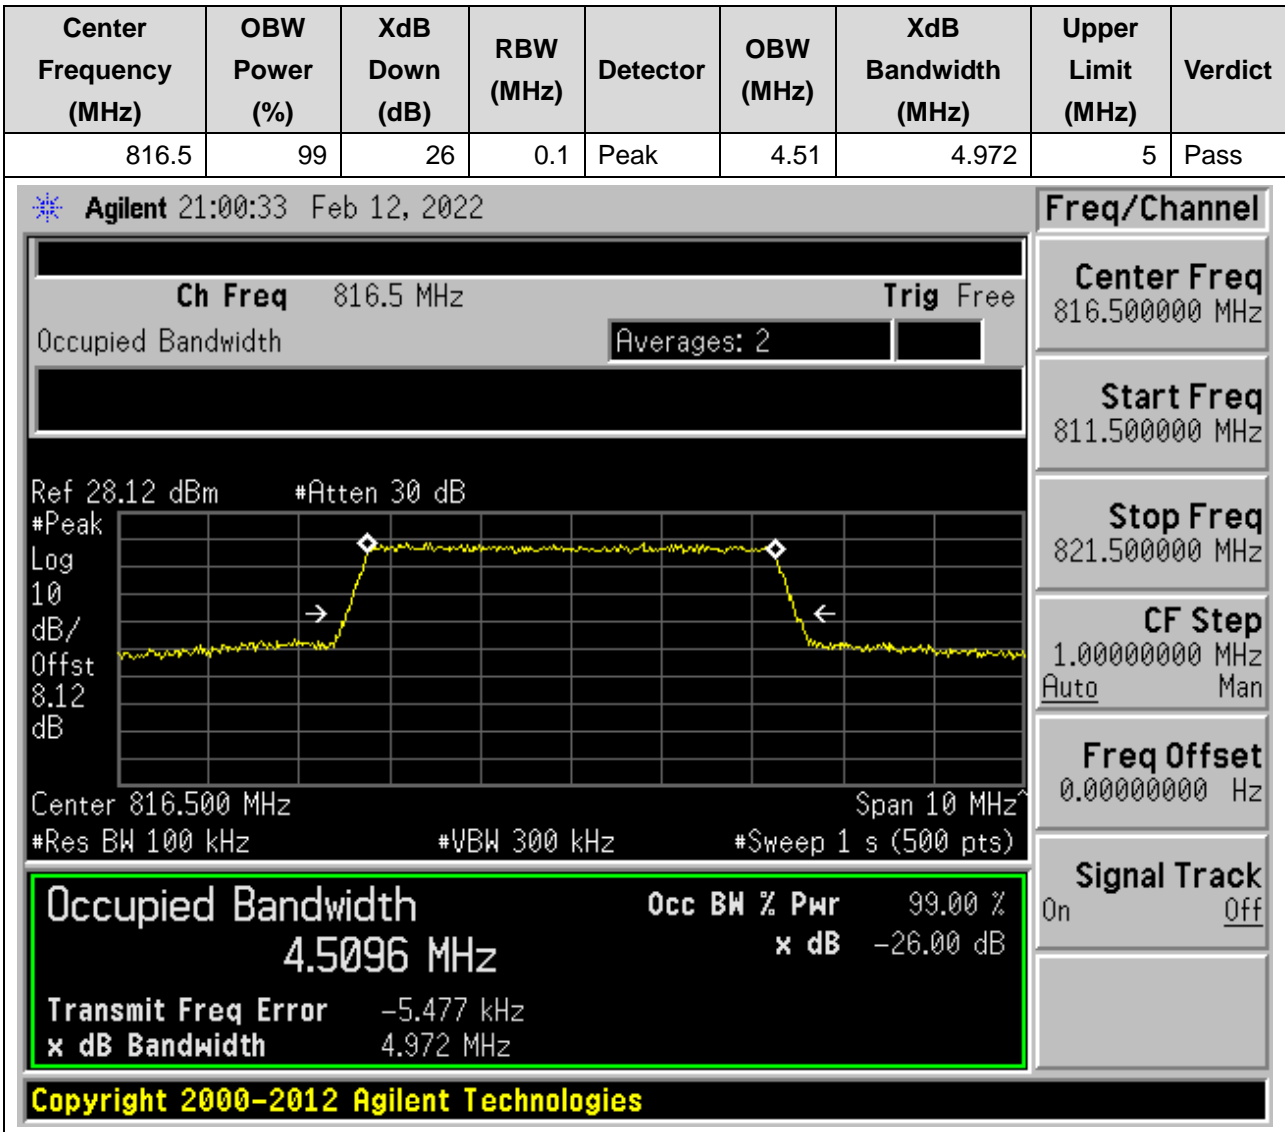 Center Frequency (MHz) OBW Power (%) XdB Down (dB) RBW (MHz) Detector OBW (MHz) XdB Bandwidth (MHz) Upper Limit (MHz) Verdict
816.5 99 26 0.1 Peak 4.51 4.972 5 Pass
Agilent 21:00:33 Feb 12, 2022
Freq/Channel
Ch Freq 816.5 MHz Trig Free
Occupied Bandwidth Averages: 2
Center Freq
816.500000 MHz
Start Freq
811.500000 MHz
Stop Freq
821.500000 MHz
CF Step
1.00000000 MHz
Auto Man
Freq Offset
0.00000000 Hz
Signal Track
On Off
Ref 28.12 dBm #Atten 30 dB
#Peak
Log
10
dB/
Offst
8.12
dB
Center 816.500 MHz Span 10 MHz^
#Res BW 100 kHz #VBW 300 kHz #Sweep 1 s (500 pts)
Occupied Bandwidth Occ BW % Pwr 99.00 %
4.5096 MHz x dB -26.00 dB
Transmit Freq Error -5.477 kHz
x dB Bandwidth 4.972 MHz
Copyright 2000-2012 Agilent Technologies